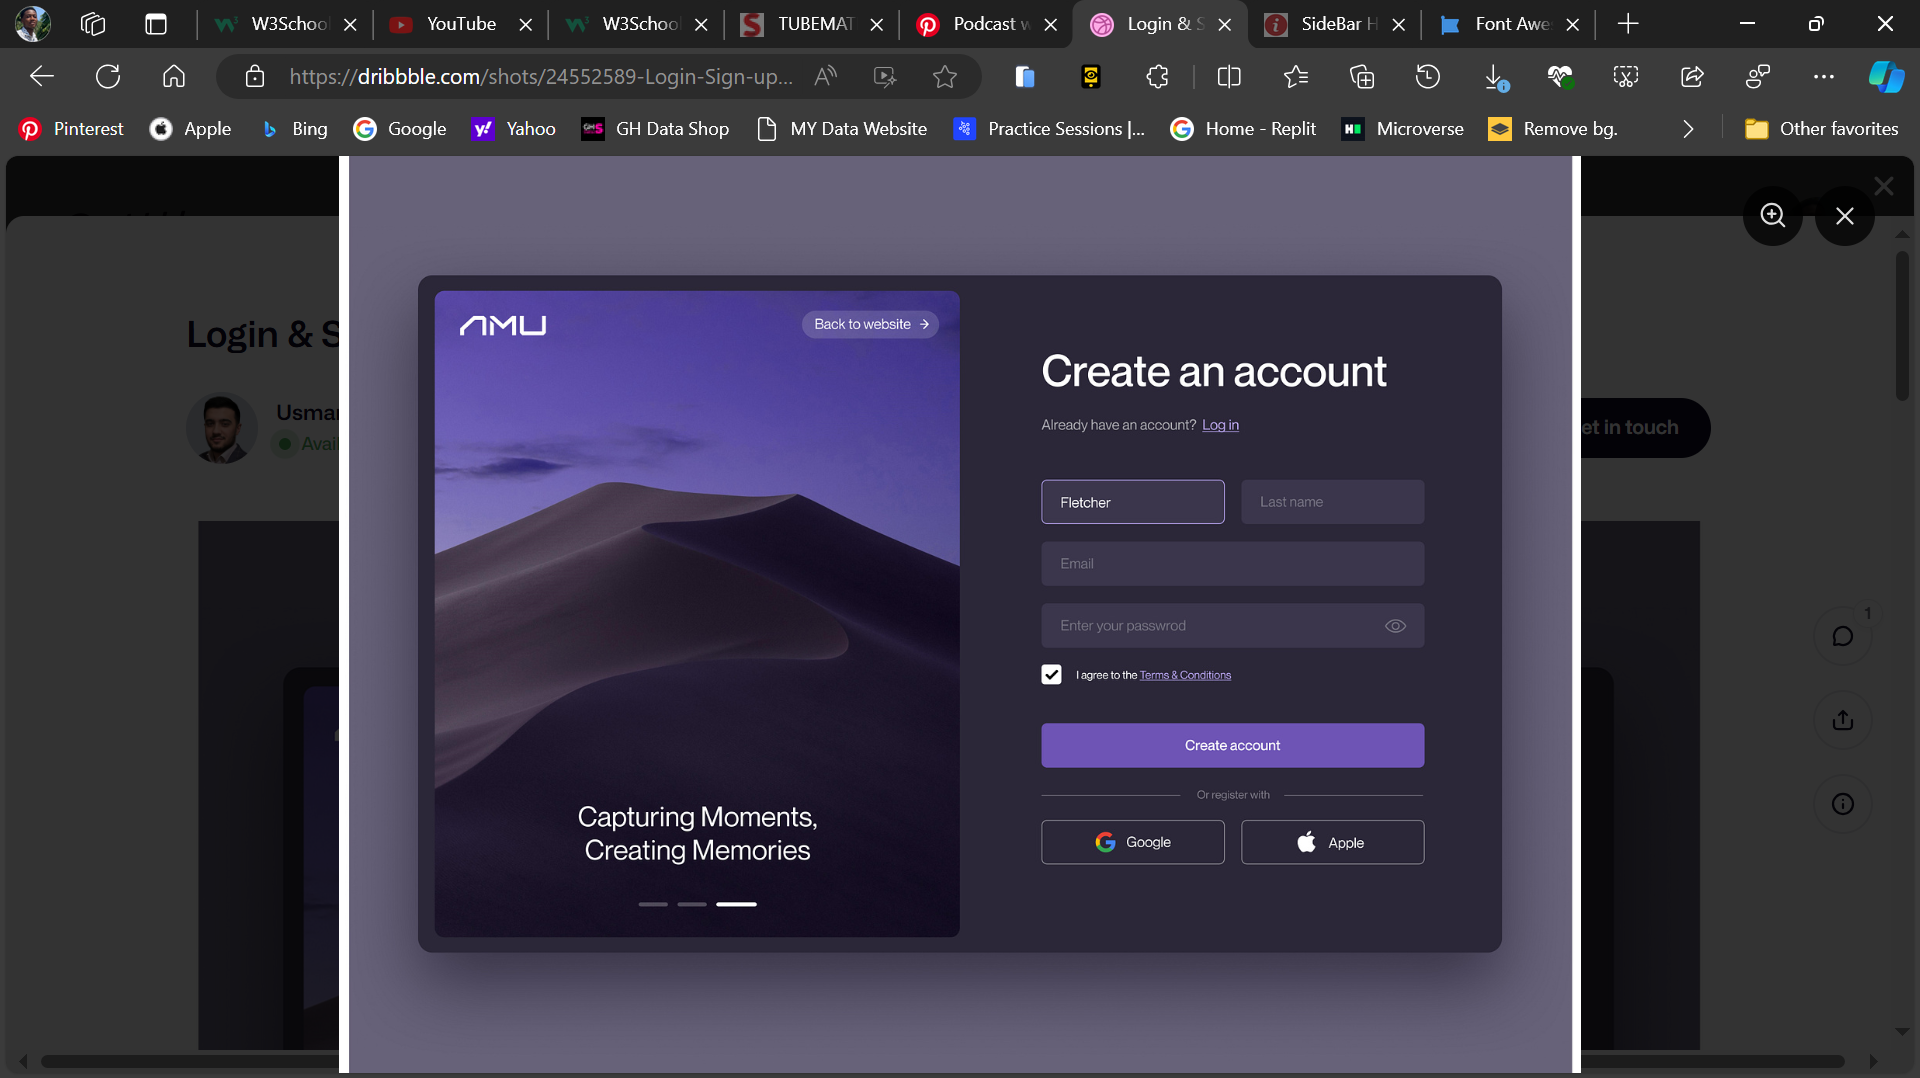 W3School
YouTube
W3School
TUBEMAT
Podcast w
Login & S
SideBar H
Font Awe
https://dribbble.com/shots/24552589-Login-Sign-up...
Pinterest
Apple
Bing
Google
Yahoo
GH Data Shop
MY Data Website
Practice Sessions |...
Home - Replit
Microverse
Remove bg.
Other favorites
Login & S
Usmar
Avail
et in touch
1
AMU
Back to website →
Capturing Moments,
Creating Memories
Create an account
Already have an account? Log in
Fletcher
Last name
Email
Enter your passwrod
I agree to the Terms & Conditions
Create account
Or register with
Google
Apple